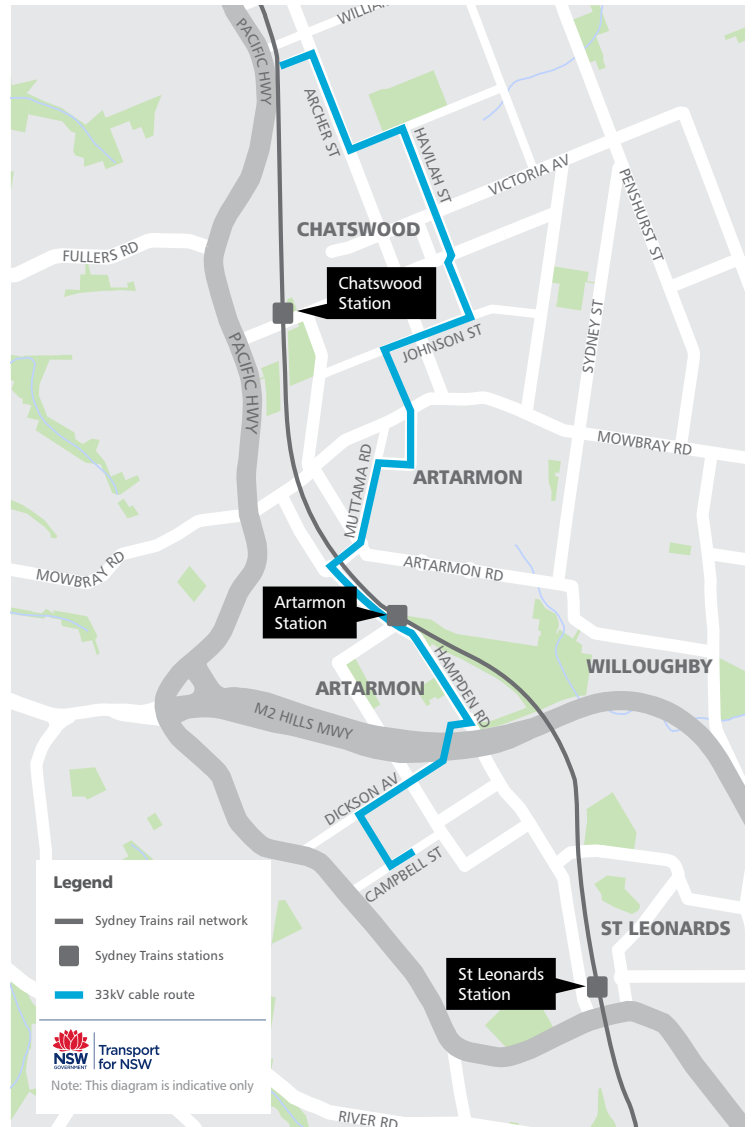 WILLIA
PACIFIC HWY
ARCHER ST
HAVILAH ST
VICTORIA AV
PENSHURST ST
CHATSWOOD
FULLERS RD
Chatswood
Station
SYDNEY ST
PACIFIC HWY
JOHNSON ST
MOWBRAY RD
MUTTAMA RD
ARTARMON
MOWBRAY RD
ARTARMON RD
Artarmon
Station
HAMPDEN RD
WILLOUGHBY
ARTARMON
M2 HILLS MWY
DICKSON AV
CAMPBELL ST
ST LEONARDS
St Leonards
Station
RIVER RD
Legend
Sydney Trains rail network
Sydney Trains stations
33kV cable route
NSW
GOVERNMENT
Transport
for NSW
Note: This diagram is indicative only